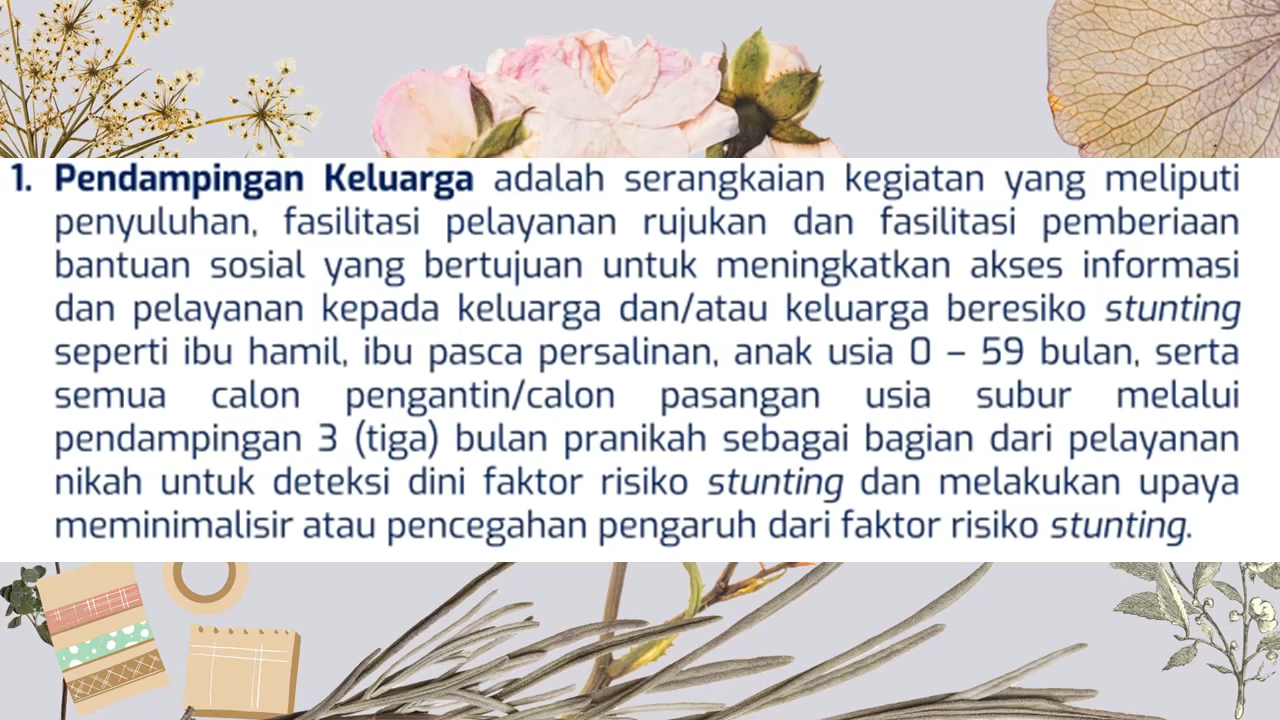 1. Pendampingan Keluarga adalah serangkaian kegiatan yang meliputi
penyuluhan, fasilitasi pelayanan rujukan dan fasilitasi pemberiaan
bantuan sosial yang bertujuan untuk meningkatkan akses informasi
dan pelayanan kepada keluarga dan/atau keluarga beresiko stunting
seperti ibu hamil, ibu pasca persalinan, anak usia 0 – 59 bulan, serta
semua calon pengantin/calon pasangan usia subur melalui
pendampingan 3 (tiga) bulan pranikah sebagai bagian dari pelayanan
nikah untuk deteksi dini faktor risiko stunting dan melakukan upaya
meminimalisir atau pencegahan pengaruh dari faktor risiko stunting.